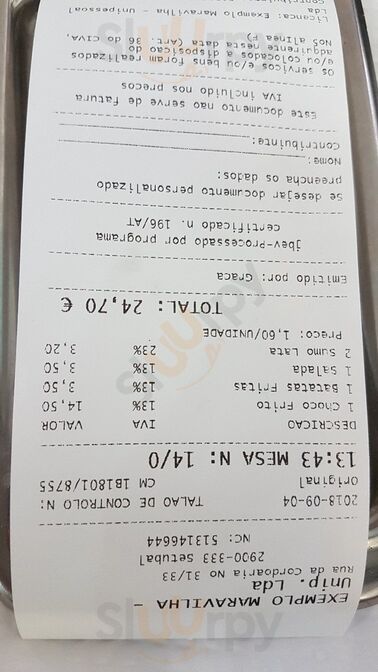 EXEMPLO MARAVILHA -
Unip. Lda
Rua da Cordoaria No 31/33
2900-333 Setubal
NC: 513146644
2018-09-04 TALAO DE CONTROLO N:
Original CM 1B1801/8755
13:43 MESA N: 14/0
DESCRICAO IVA VALOR
1 Choco Frito 13% 14,50
1 Batatas Fritas 13% 3,50
1 Salada 13% 3,50
2 Sumo Lata 23% 3,20
Preco: 1,60/UNIDADE
TOTAL: 24,70 €
Emitido por: Graca
jbev-Processado por programa
certificado n. 196/AT
Se desejar documento personalizado
preencha os dados:
Nome:
Contribuinte:
Este documento nao serve de fatura
IVA incluido nos precos
Os servicos e/ou bens foram realizados
e/ou colocados a disposicao do
adquirente nesta data (Art. 36 do CIVA,
No5 alinea F)
Licenca: Exemplo Maravilha - Unipessoal
Lda
Sluurpy
Sluurpy
Sluurpy